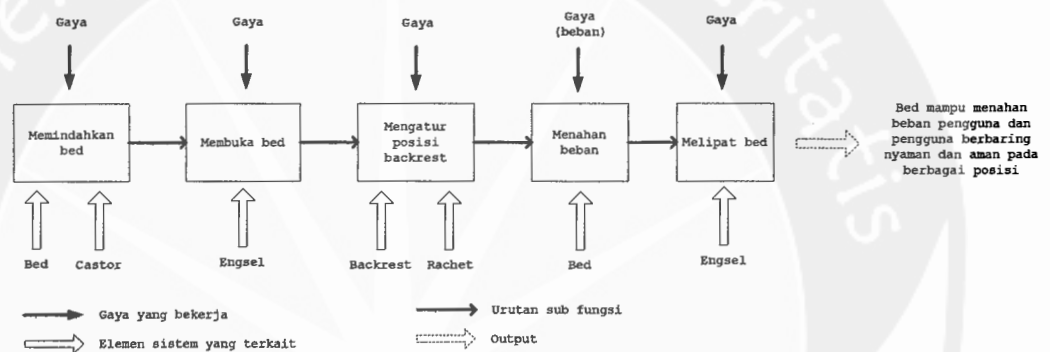 Gaya
Gaya
Gaya
Gaya
(beban)
Gaya
Memindahkan
bed
Membuka bed
Mengatur
posisi
backrest
Menahan
beban
Melipat bed
Bed mampu menahan
beban pengguna dan
pengguna berbaring
nyaman dan aman pada
berbagai posisi
Bed
Castor
Engsel
Backrest
Rachet
Bed
Engsel
Gaya yang bekerja
Urutan sub fungsi
Elemen sistem yang terkait
Output